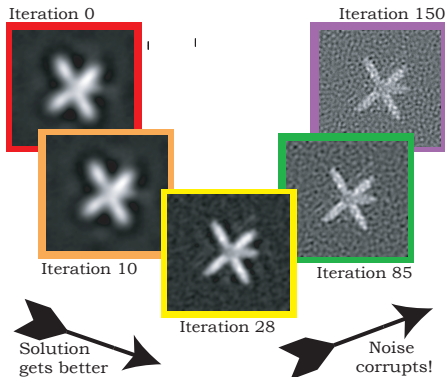 Iteration 0
Iteration 150
Iteration 10
Iteration 85
Iteration 28
Solution
gets better
Noise
corrupts!